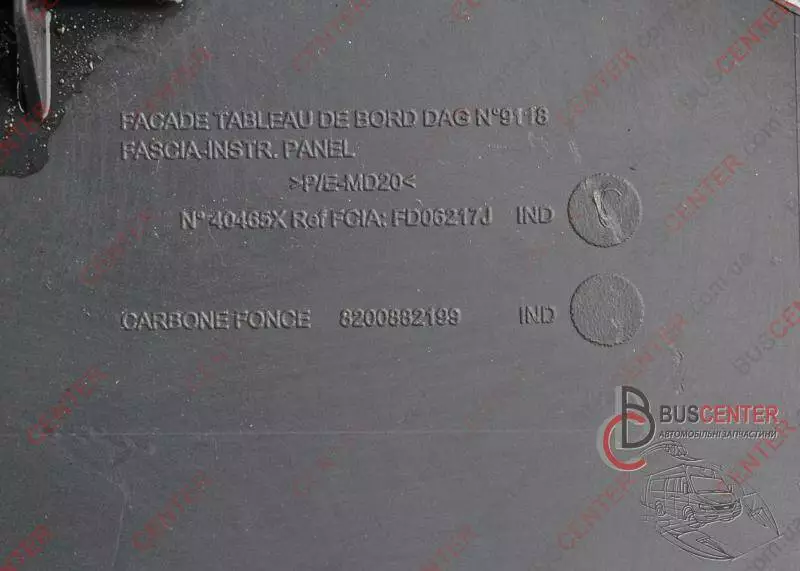 FACADE TABLEAU DE BORD DAG N°9118
FASCIA-INSTR. PANEL
>P/E-MD20<
N° 40465X Ref FCIA: FD06217J IND
CARBONE FONCE 8200882199 IND
BUSCENTER
АВТОМОБІЛЬНІ ЗАПЧАСТИНИ